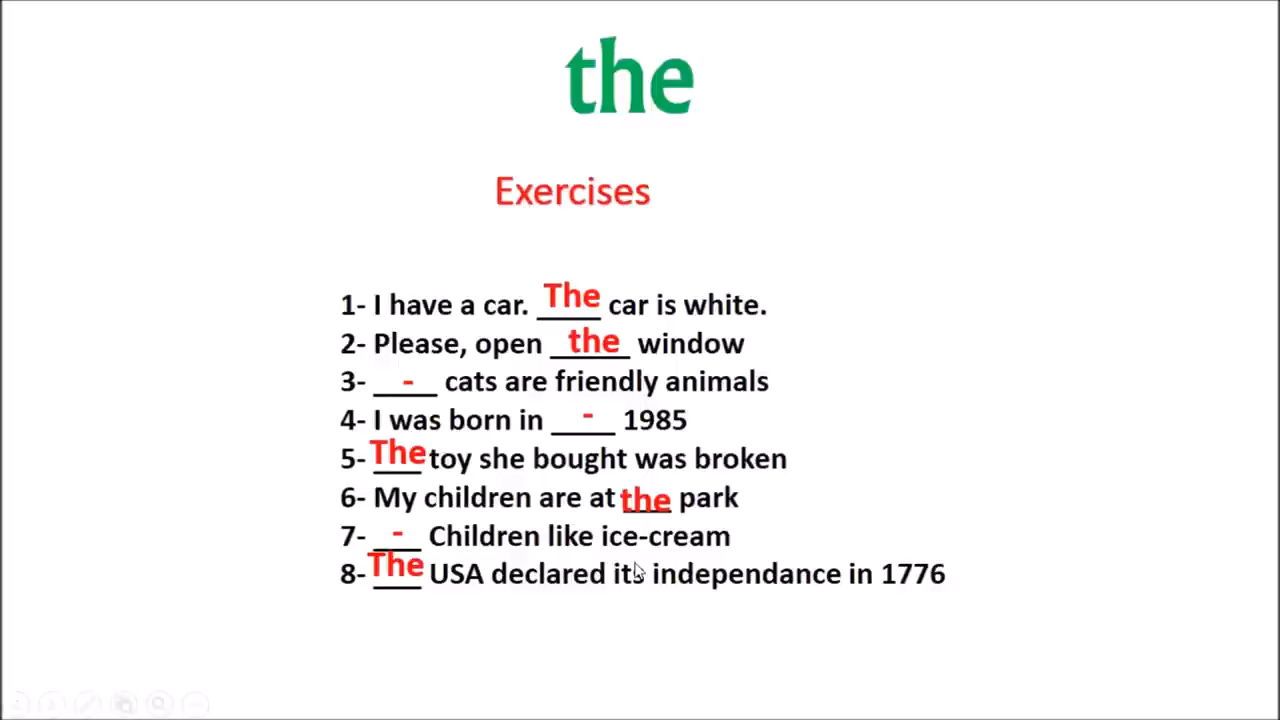 the
Exercises
1- I have a car. The car is white.
2- Please, open the window
3- - cats are friendly animals
4- I was born in - 1985
5- The toy she bought was broken
6- My children are at the park
7- - Children like ice-cream
8- The USA declared its independance in 1776